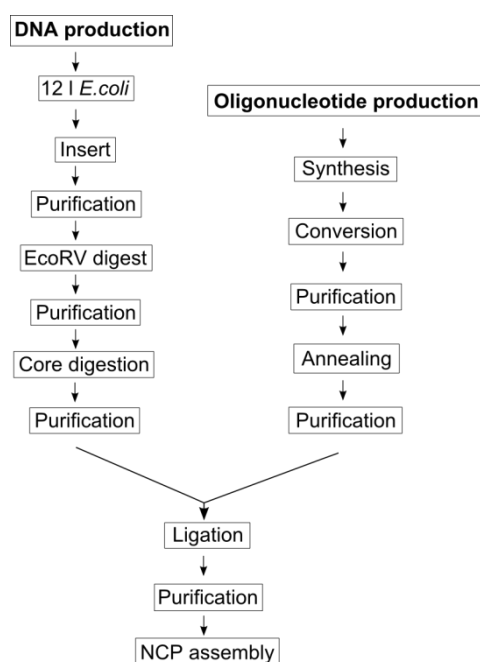 DNA production
12 l E.coli
Insert
Purification
EcoRV digest
Purification
Core digestion
Purification
Oligonucleotide production
Synthesis
Conversion
Purification
Annealing
Purification
Ligation
Purification
NCP assembly